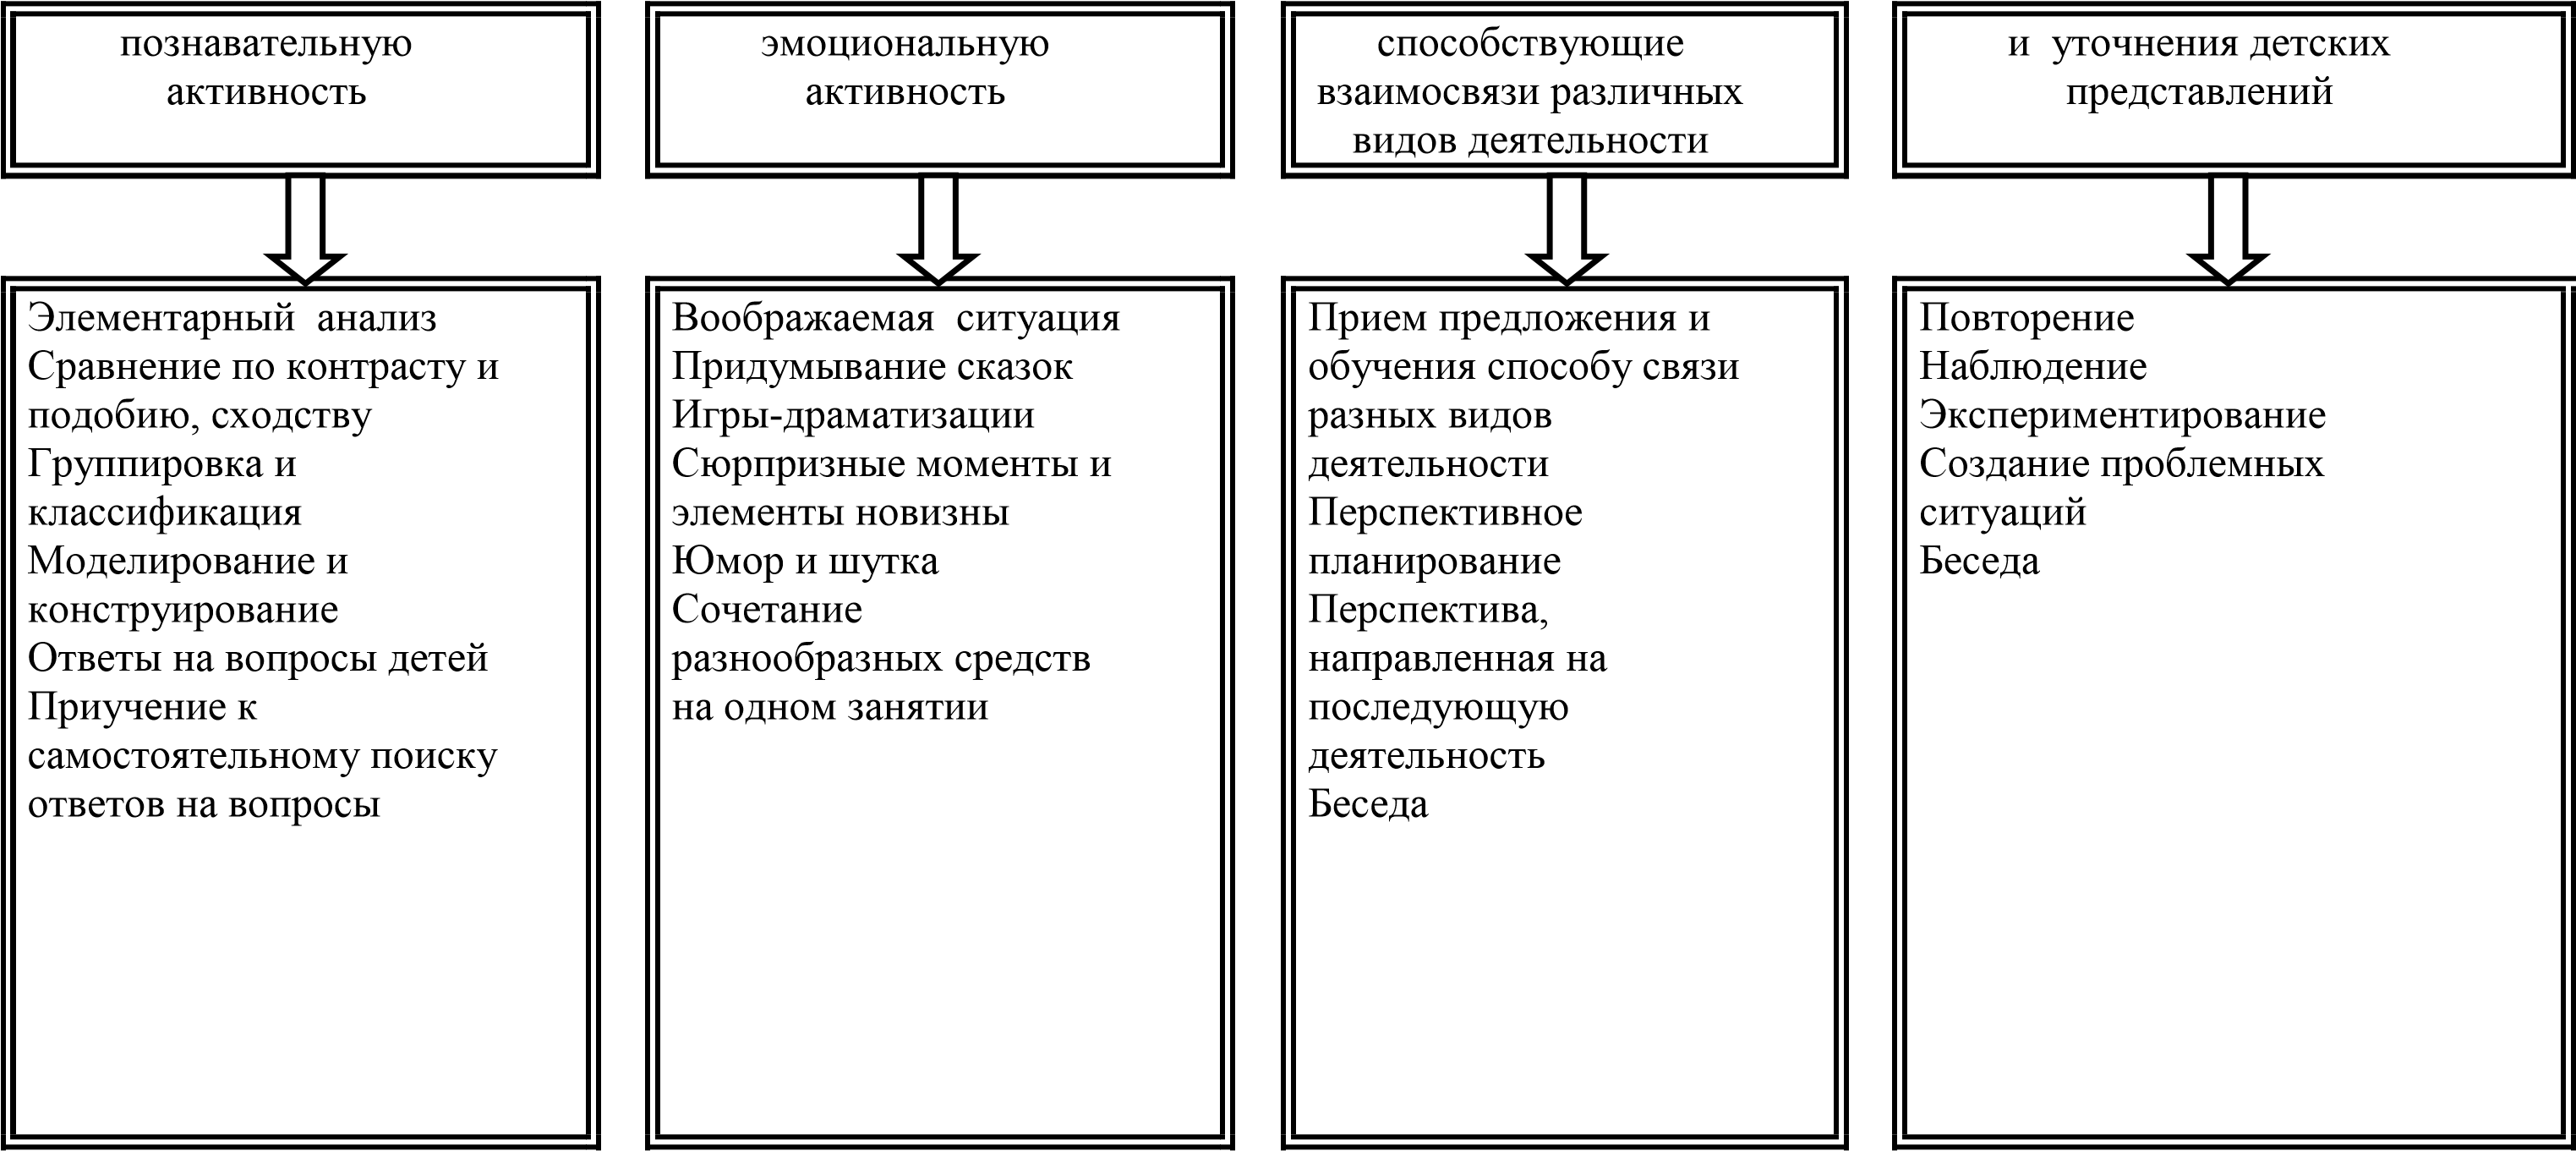 познавательную
активность
эмоциональную
активность
способствующие
взаимосвязи различных
видов деятельности
и уточнения детских
представлений
Элементарный анализ
Сравнение по контрасту и
подобию, сходству
Группировка и
классификация
Моделирование и
конструирование
Ответы на вопросы детей
Приучение к
самостоятельному поиску
ответов на вопросы
Воображаемая ситуация
Придумывание сказок
Игры-драматизации
Сюрпризные моменты и
элементы новизны
Юмор и шутка
Сочетание
разнообразных средств
на одном занятии
Прием предложения и
обучения способу связи
разных видов
деятельности
Перспективное
планирование
Перспектива,
направленная на
последующую
деятельность
Беседа
Повторение
Наблюдение
Экспериментирование
Создание проблемных
ситуаций
Беседа